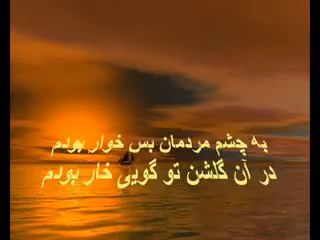 به چشم مردمان بس خوار بودم
در آن گلشن تو گویی خار بودم